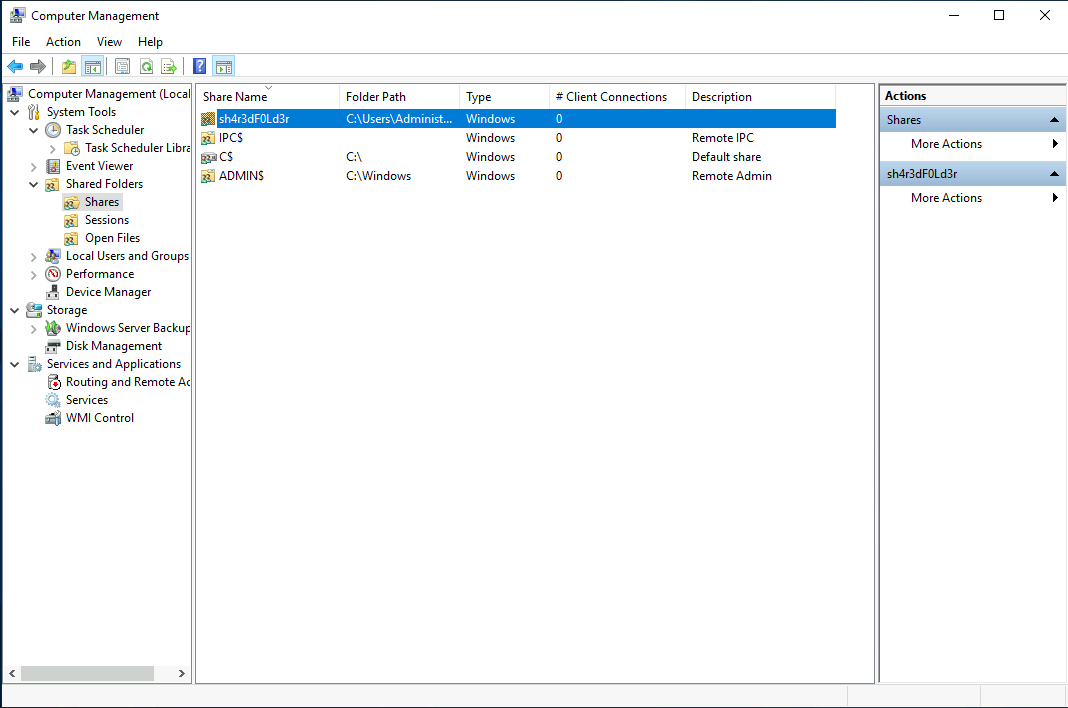 Computer Management
File Action View Help
Computer Management (Local
System Tools
Task Scheduler
Task Scheduler Libra
Event Viewer
Shared Folders
Shares
Sessions
Open Files
Local Users and Groups
Performance
Device Manager
Storage
Windows Server Backup
Disk Management
Services and Applications
Routing and Remote Ac
Services
WMI Control
Share Name Folder Path Type # Client Connections Description
sh4r3dF0Ld3r C:\Users\Administ... Windows 0
IPC$ Windows 0 Remote IPC
C$ C:\ Windows 0 Default share
ADMIN$ C:\Windows Windows 0 Remote Admin
Actions
Shares
More Actions
sh4r3dF0Ld3r
More Actions